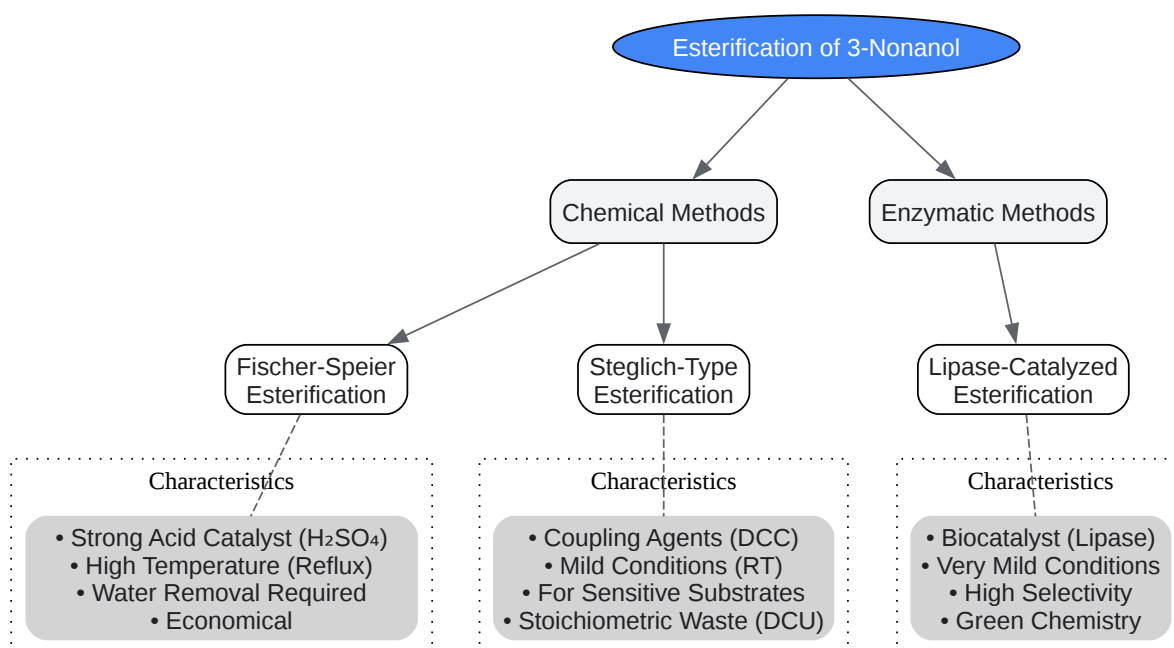 Esterification of 3-Nonanol
Chemical Methods
Enzymatic Methods
Fischer-Speier
Esterification
Steglich-Type
Esterification
Lipase-Catalyzed
Esterification
Characteristics
• Strong Acid Catalyst (H₂SO₄)
• High Temperature (Reflux)
• Water Removal Required
• Economical
Characteristics
• Coupling Agents (DCC)
• Mild Conditions (RT)
• For Sensitive Substrates
• Stoichiometric Waste (DCU)
Characteristics
• Biocatalyst (Lipase)
• Very Mild Conditions
• High Selectivity
• Green Chemistry